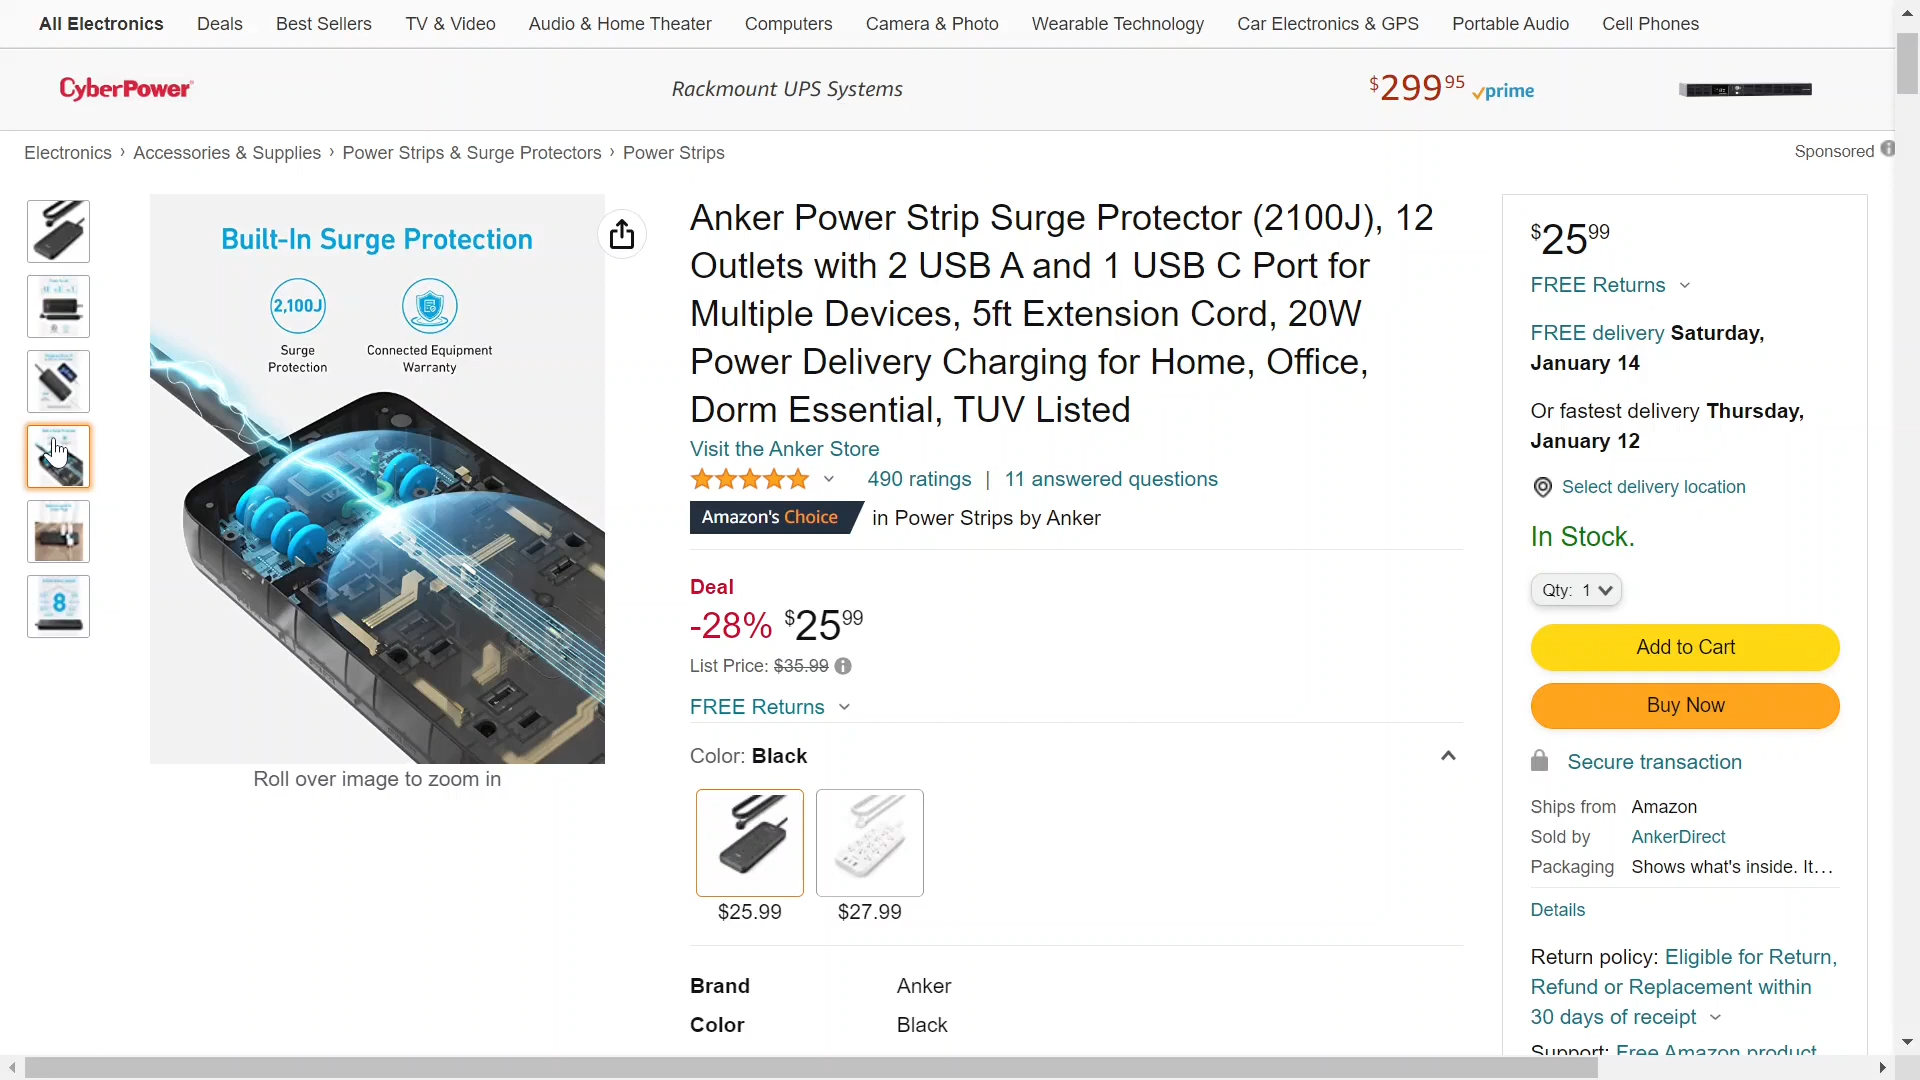 All Electronics Deals Best Sellers TV & Video Audio & Home Theater Computers Camera & Photo Wearable Technology Car Electronics & GPS Portable Audio Cell Phones
CyberPower Rackmount UPS Systems $299.95 prime
Electronics › Accessories & Supplies › Power Strips & Surge Protectors › Power Strips
Sponsored
Built-In Surge Protection
2,100J
Surge
Protection
Connected Equipment
Warranty
8
Roll over image to zoom in
Anker Power Strip Surge Protector (2100J), 12
Outlets with 2 USB A and 1 USB C Port for
Multiple Devices, 5ft Extension Cord, 20W
Power Delivery Charging for Home, Office,
Dorm Essential, TUV Listed
Visit the Anker Store
490 ratings | 11 answered questions
Amazon's Choice in Power Strips by Anker
Deal
-28% $25.99
List Price: $35.99
FREE Returns
Color: Black
$25.99 $27.99
Brand Anker
Color Black
$25.99
FREE Returns
FREE delivery Saturday,
January 14
Or fastest delivery Thursday,
January 12
Select delivery location
In Stock.
Qty: 1
Add to Cart
Buy Now
Secure transaction
Ships from Amazon
Sold by AnkerDirect
Packaging Shows what's inside. It...
Details
Return policy: Eligible for Return,
Refund or Replacement within
30 days of receipt
Support: Free Amazon product